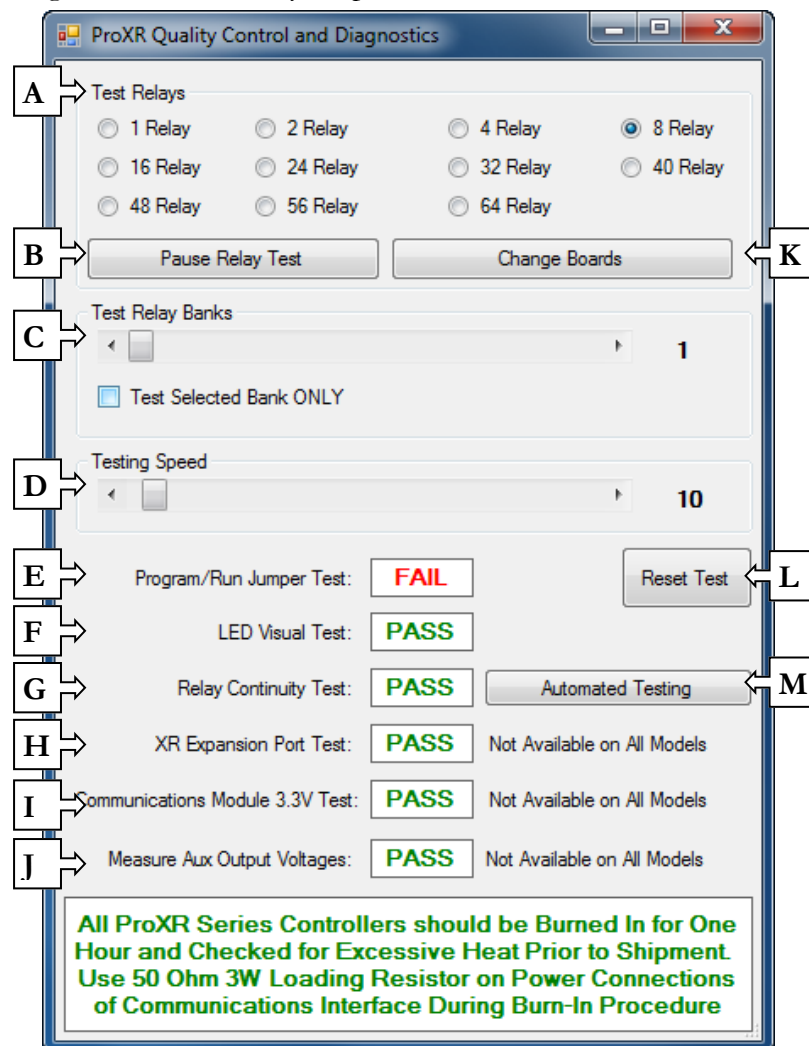 ProXR Quality Control and Diagnostics
A
Test Relays
1 Relay 2 Relay 4 Relay 8 Relay
16 Relay 24 Relay 32 Relay 40 Relay
48 Relay 56 Relay 64 Relay
B Pause Relay Test Change Boards K
Test Relay Banks
C 1
Test Selected Bank ONLY
Testing Speed
D 10
E Program/Run Jumper Test: FAIL Reset Test L
F LED Visual Test: PASS
G Relay Continuity Test: PASS Automated Testing M
H XR Expansion Port Test: PASS Not Available on All Models
I Communications Module 3.3V Test: PASS Not Available on All Models
J Measure Aux Output Voltages: PASS Not Available on All Models
All ProXR Series Controllers should be Burned In for One
Hour and Checked for Excessive Heat Prior to Shipment.
Use 50 Ohm 3W Loading Resistor on Power Connections
of Communications Interface During Burn-In Procedure